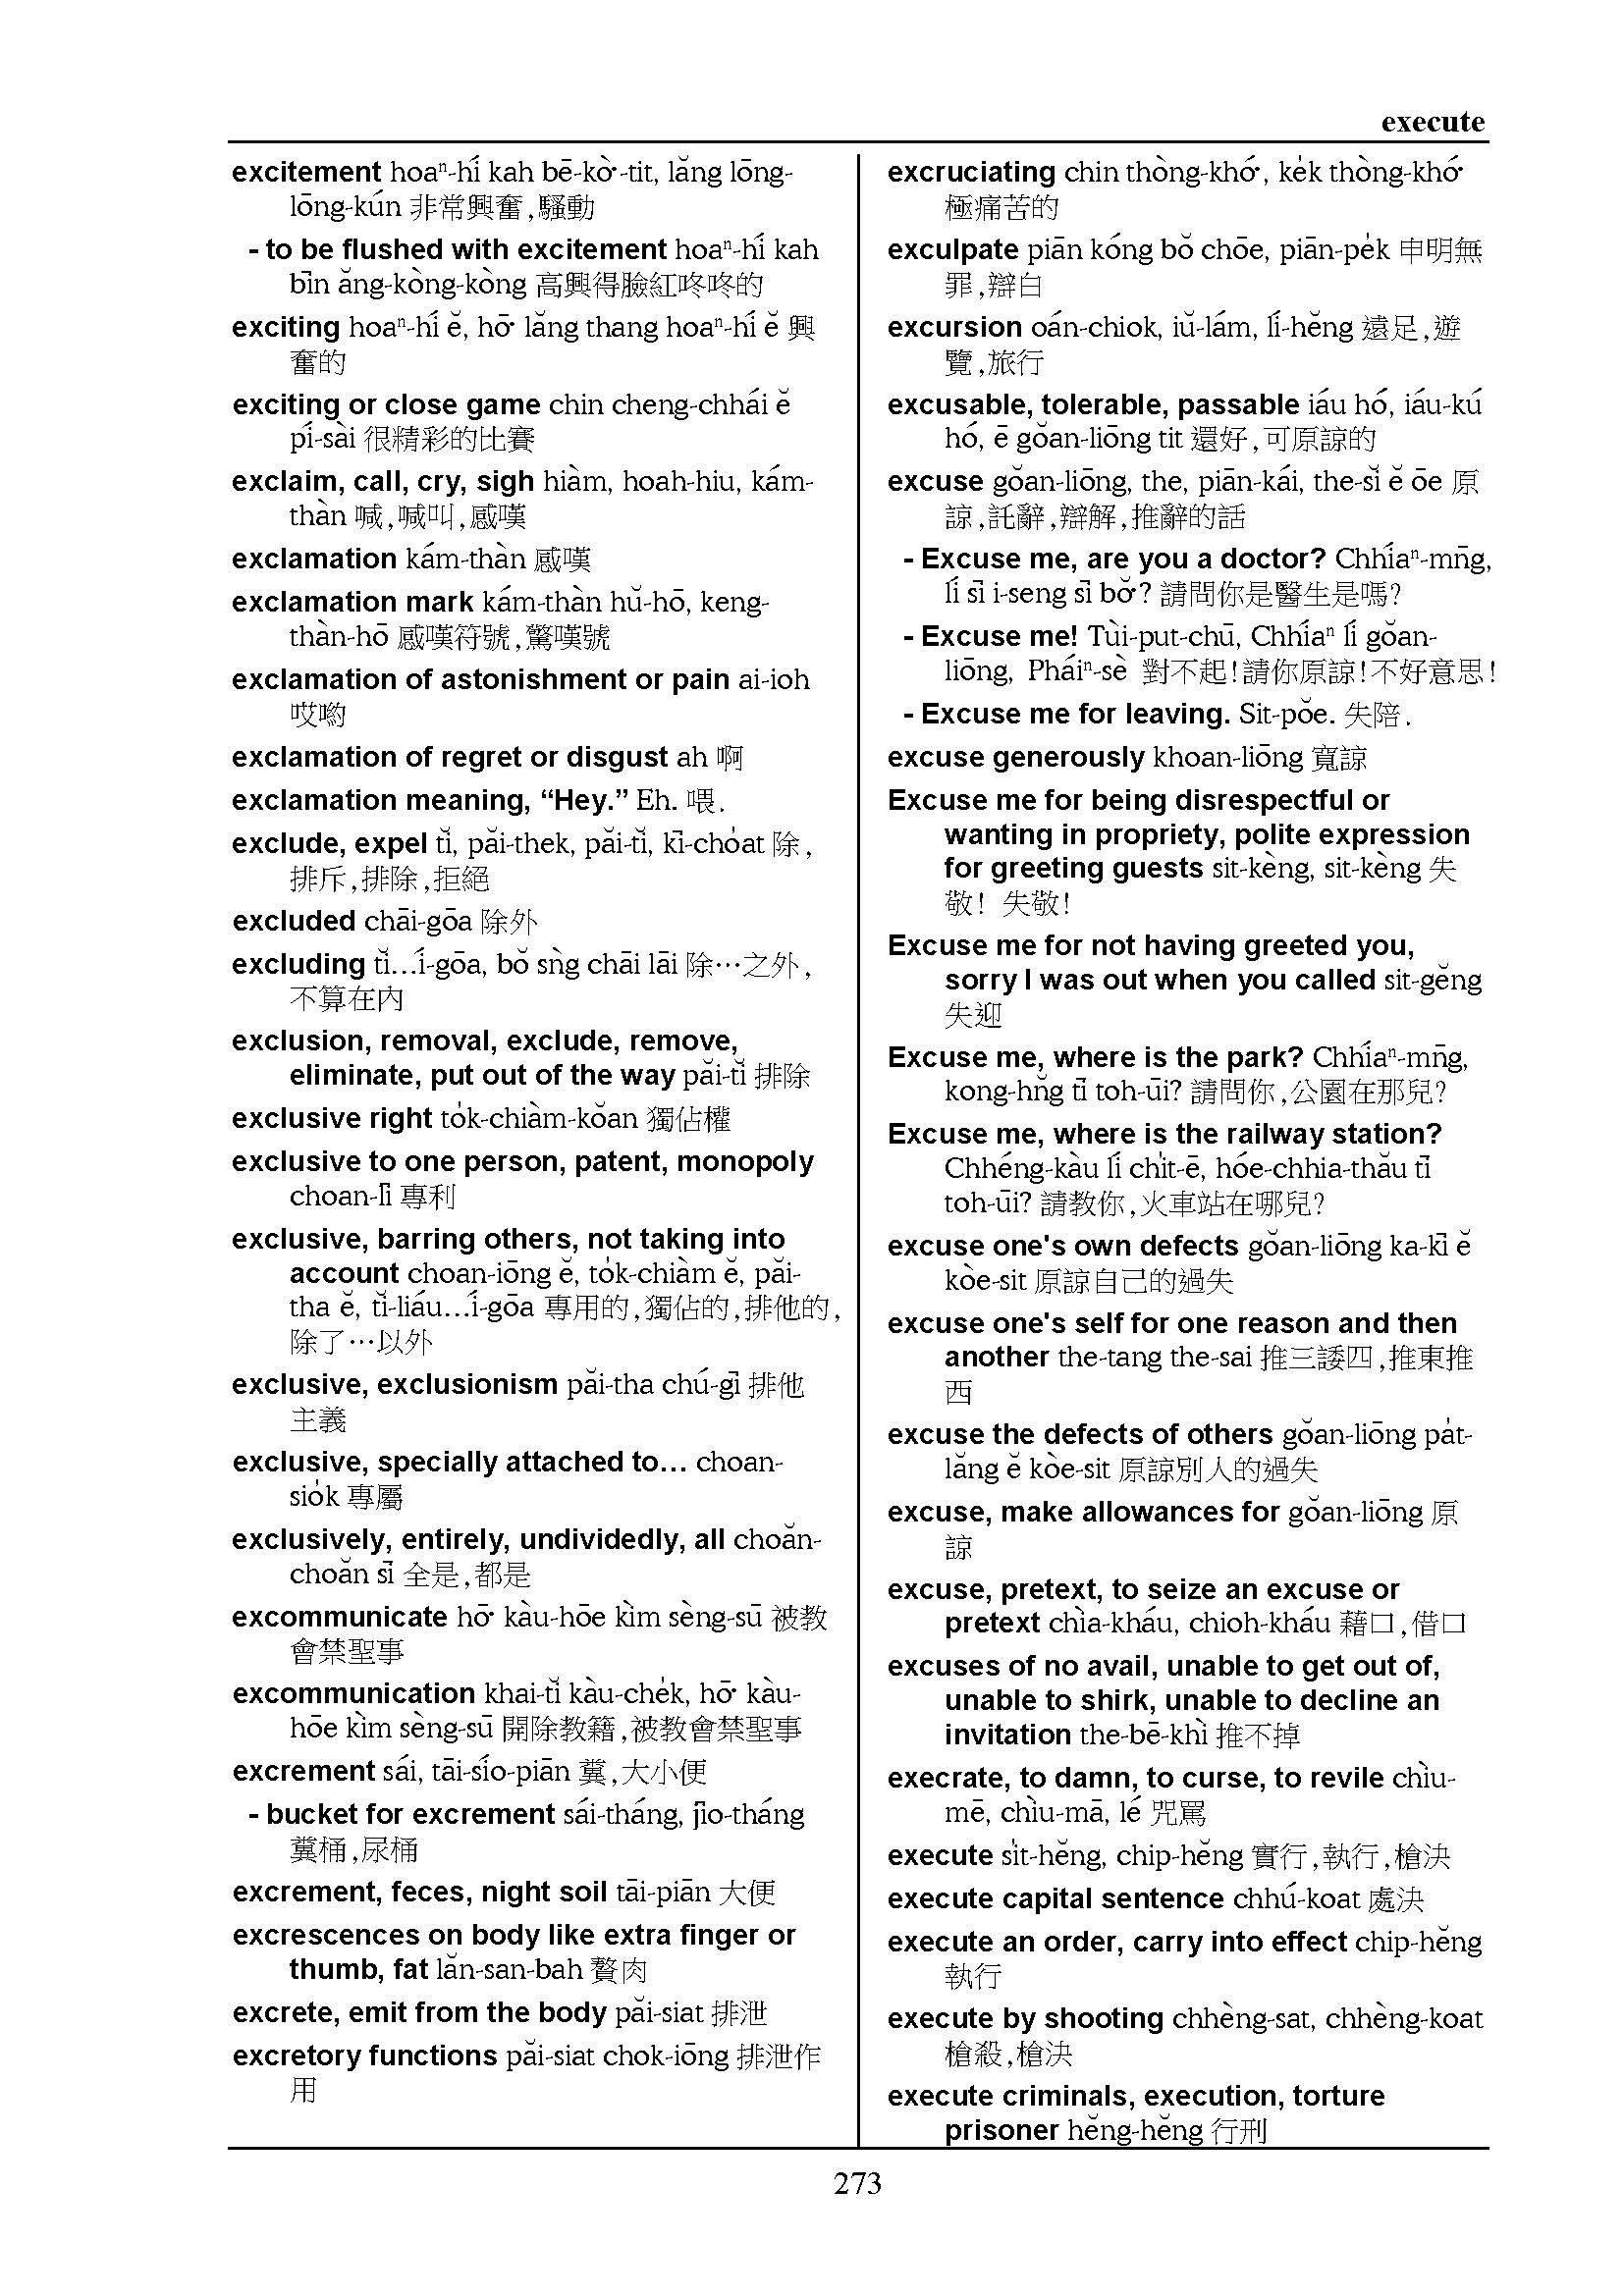 execute
excitement hoaⁿ-hí kah bē-kò͘-tit, lăng lōng-
lōng-kún 非常興奮,騷動
- to be flushed with excitement hoaⁿ-hí kah
bīn ăng-kòng-kòng 高興得臉紅咚咚的
exciting hoaⁿ-hí ĕ, hō͘ lăng thang hoaⁿ-hí ĕ 興
奮的
exciting or close game chin cheng-chhái ĕ
pí-sài 很精彩的比賽
exclaim, call, cry, sigh hiàm, hoah-hiu, kám-
thàn 喊,喊叫,感嘆
exclamation kám-thàn 感嘆
exclamation mark kám-thàn hŭ-hō, keng-
thàn-hō 感嘆符號,驚嘆號
exclamation of astonishment or pain ai-ioh
哎喲
exclamation of regret or disgust ah 啊
exclamation meaning, “Hey.” Eh. 喂.
exclude, expel tĭ, păi-thek, păi-tĭ, kī-cho̍at 除,
排斥,排除,拒絕
excluded chāi-gōa 除外
excluding tĭ…í-gōa, bŏ sǹg chāi lāi 除…之外,
不算在內
exclusion, removal, exclude, remove,
eliminate, put out of the way păi-tĭ 排除
exclusive right to̍k-chiàm-kŏan 獨佔權
exclusive to one person, patent, monopoly
choan-lī 專利
exclusive, barring others, not taking into
account choan-iōng ĕ, to̍k-chiàm ĕ, păi-
tha ĕ, tĭ-liáu…í-gōa 專用的,獨佔的,排他的,
除了…以外
exclusive, exclusionism păi-tha chú-gī 排他
主義
exclusive, specially attached to… choan-
sio̍k 專屬
exclusively, entirely, undividedly, all choăn-
choăn sī 全是,都是
excommunicate hō͘ kàu-hōe kìm sèng-sū 被教
會禁聖事
excommunication khai-tĭ kàu-che̍k, hō͘ kàu-
hōe kìm sèng-sū 開除教籍,被教會禁聖事
excrement sái, tāi-sío-piān 糞,大小便
- bucket for excrement sái-tháng, jīo-tháng
糞桶,尿桶
excrement, feces, night soil tāi-piān 大便
excrescences on body like extra finger or
thumb, fat lăn-san-bah 贅肉
excrete, emit from the body păi-siat 排泄
excretory functions păi-siat chok-iōng 排泄作
用
excruciating chin thòng-khó͘, ke̍k thòng-khó͘
極痛苦的
exculpate piān kóng bŏ chōe, piān-pe̍k 申明無
罪,辯白
excursion oán-chiok, iŭ-lám, lí-hĕng 遠足,遊
覽,旅行
excusable, tolerable, passable iáu hó, iáu-kú
hó, ē gŏan-liōng tit 還好,可原諒的
excuse gŏan-liōng, the, piān-kái, the-sĭ ĕ ōe 原
諒,託辭,辯解,推辭的話
- Excuse me, are you a doctor? Chhíaⁿ-mn̄g,
lí sī i-seng sī bŏ͘? 請問你是醫生是嗎?
- Excuse me! Tùi-put-chū, Chhíaⁿ lí gŏan-
liōng, Pháiⁿ-sè 對不起!請你原諒!不好意思!
- Excuse me for leaving. Sit-pŏe. 失陪.
excuse generously khoan-liōng 寬諒
Excuse me for being disrespectful or
wanting in propriety, polite expression
for greeting guests sit-kèng, sit-kèng 失
敬! 失敬!
Excuse me for not having greeted you,
sorry I was out when you called sit-gĕng
失迎
Excuse me, where is the park? Chhíaⁿ-mn̄g,
kong-hn̆g tī toh-ūi? 請問你,公園在那兒?
Excuse me, where is the railway station?
Chhéng-kàu lí chi̍t-ē, hóe-chhia-thău tī
toh-ūi? 請教你,火車站在哪兒?
excuse one's own defects gŏan-liōng ka-kī ĕ
kòe-sit 原諒自己的過失
excuse one's self for one reason and then
another the-tang the-sai 推三諉四,推東推
西
excuse the defects of others gŏan-liōng pa̍t-
lăng ĕ kòe-sit 原諒別人的過失
excuse, make allowances for gŏan-liōng 原
諒
excuse, pretext, to seize an excuse or
pretext chìa-kháu, chioh-kháu 藉口,借口
excuses of no avail, unable to get out of,
unable to shirk, unable to decline an
invitation the-bē-khì 推不掉
execrate, to damn, to curse, to revile chìu-
mē, chìu-mā, lé 咒罵
execute si̍t-hĕng, chip-hĕng 實行,執行,槍決
execute capital sentence chhú-koat 處決
execute an order, carry into effect chip-hĕng
執行
execute by shooting chhèng-sat, chhèng-koat
槍殺,槍決
execute criminals, execution, torture
prisoner hĕng-hĕng 行刑
273